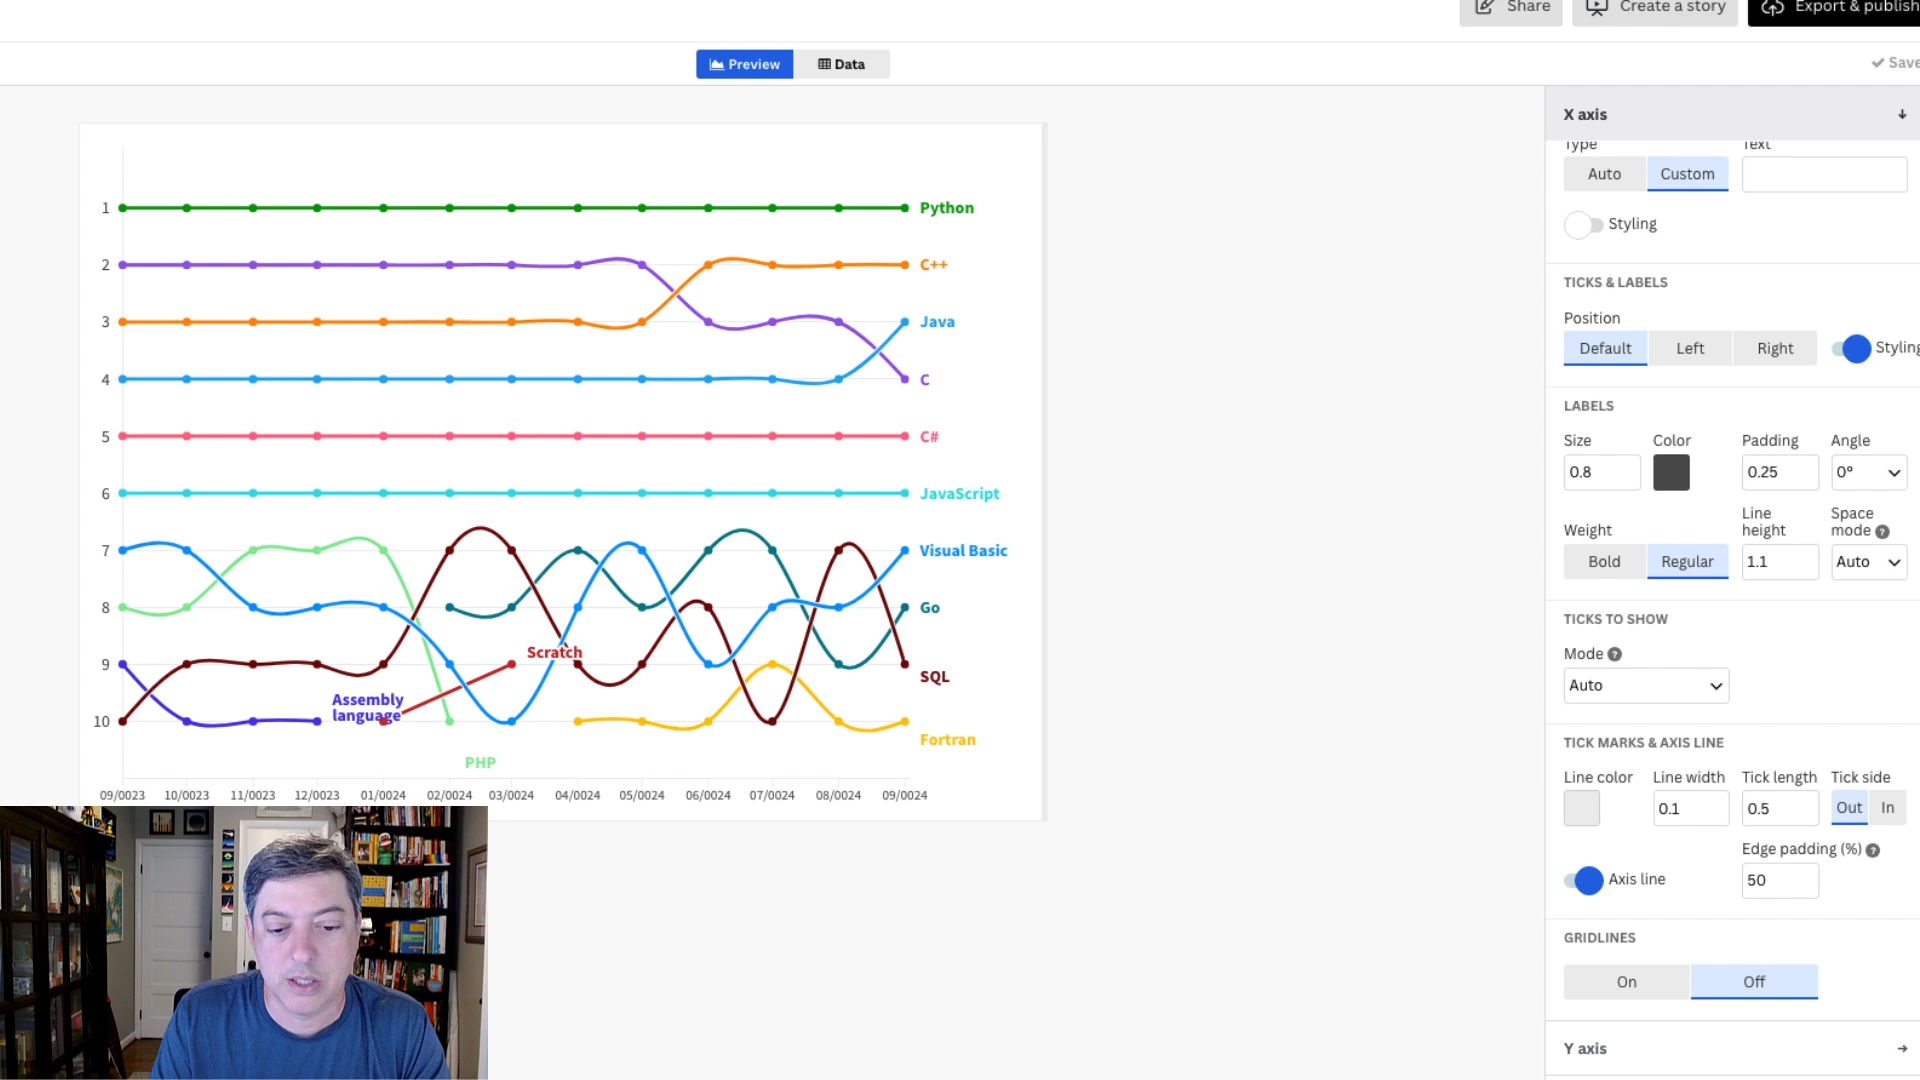 Share
Create a story
Export & publish
Preview
Data
Save
X axis
Type
Text
Auto
Custom
Styling
TICKS & LABELS
Position
Default
Left
Right
Styling
LABELS
Size
Color
Padding
Angle
0.8
0.25
0°
Weight
Line height
Space mode
Bold
Regular
1.1
Auto
TICKS TO SHOW
Mode
Auto
TICK MARKS & AXIS LINE
Line color
Line width
Tick length
Tick side
0.1
0.5
Out
In
Edge padding (%)
Axis line
50
GRIDLINES
On
Off
Y axis
1
Python
2
C++
3
Java
4
C
5
C#
6
JavaScript
7
Visual Basic
8
Go
9
Scratch
SQL
Assembly
language
10
Fortran
PHP
09/0023
10/0023
11/0023
12/0023
01/0024
02/0024
03/0024
04/0024
05/0024
06/0024
07/0024
08/0024
09/0024